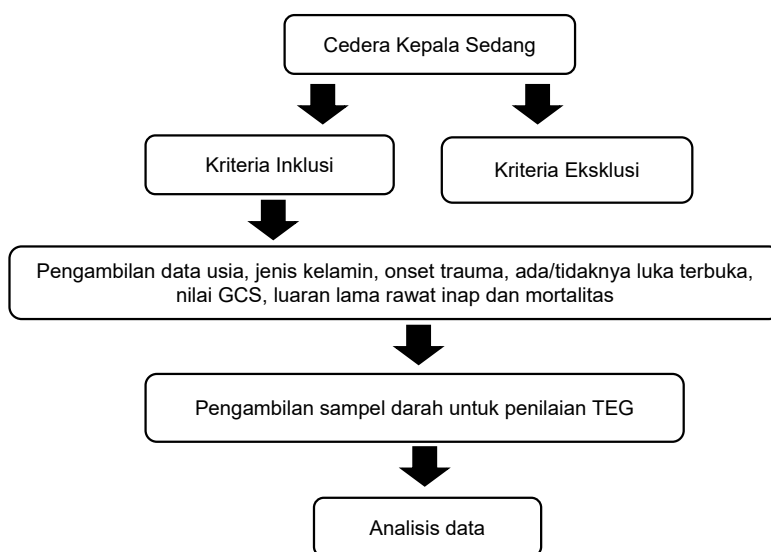 Cedera Kepala Sedang
Kriteria Inklusi
Kriteria Eksklusi
Pengambilan data usia, jenis kelamin, onset trauma, ada/tidaknya luka terbuka,
nilai GCS, luaran lama rawat inap dan mortalitas
Pengambilan sampel darah untuk penilaian TEG
Analisis data